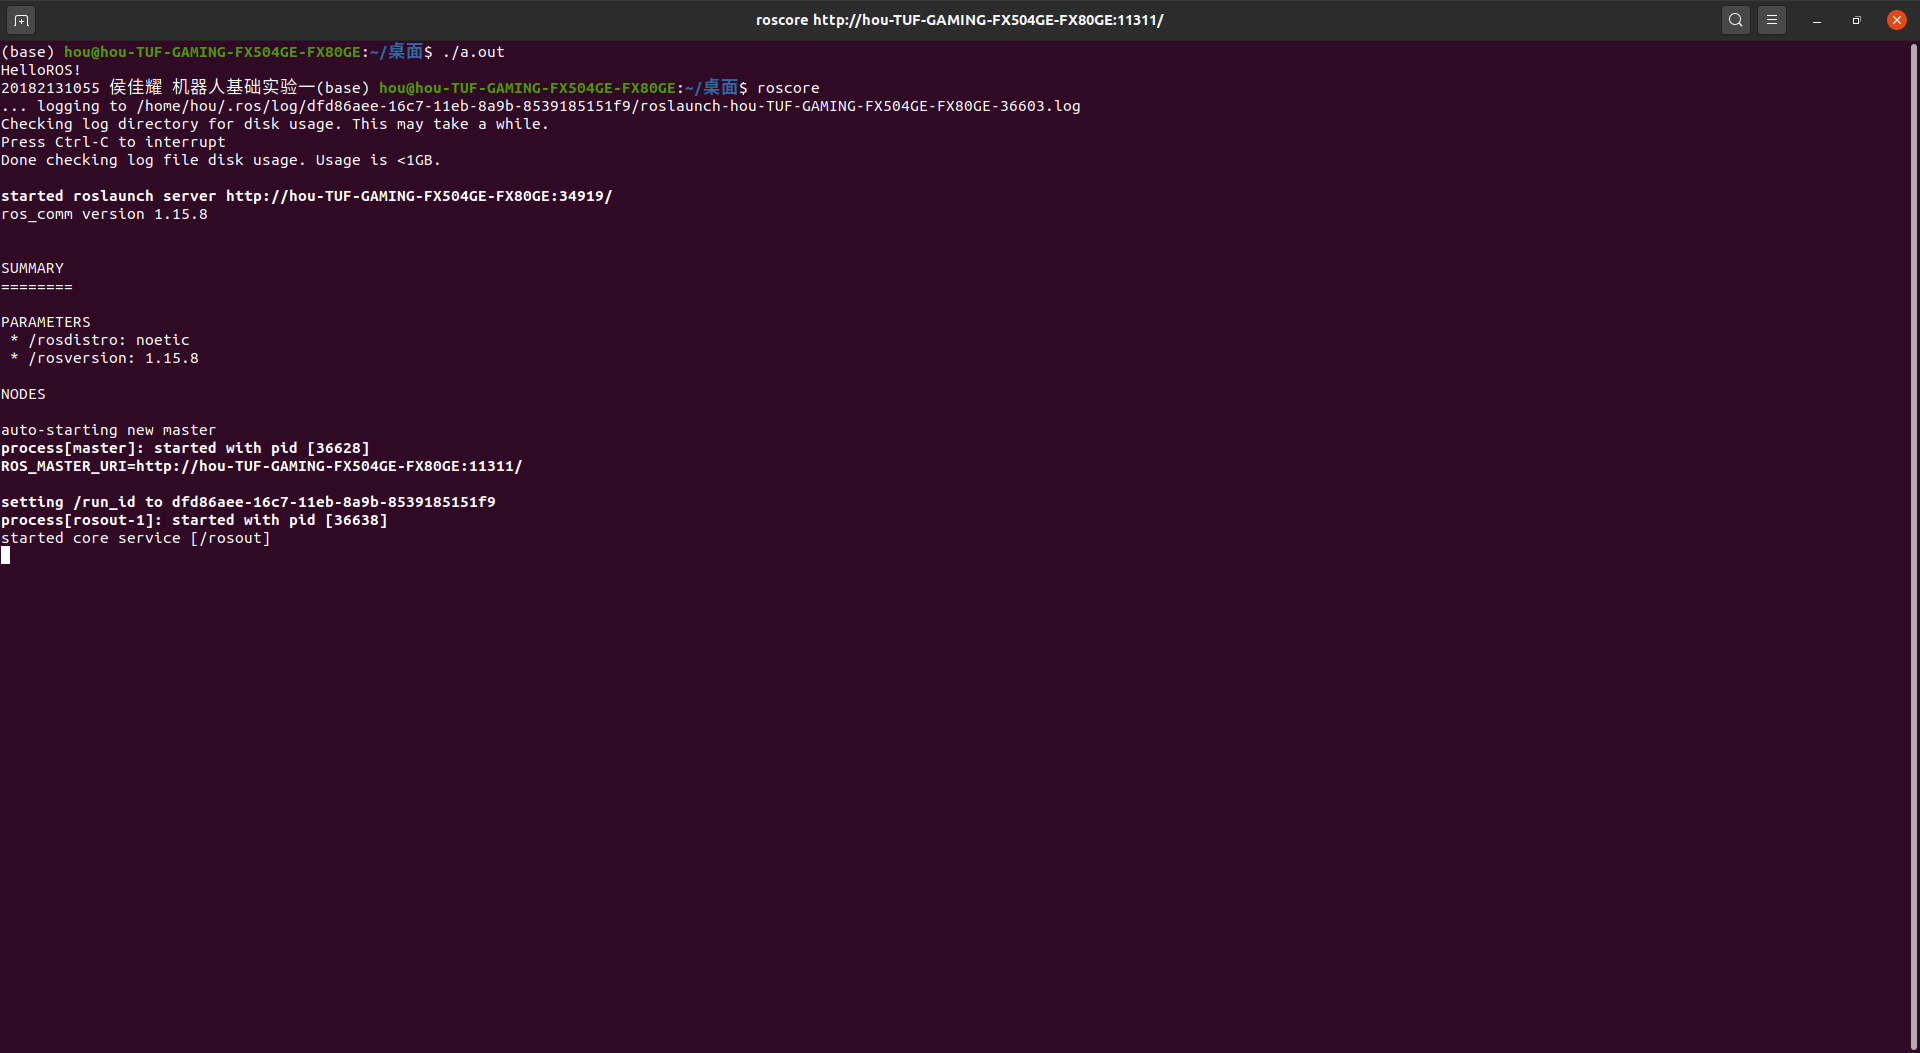 roscore http://hou-TUF-GAMING-FX504GE-FX80GE:11311/
(base) hou@hou-TUF-GAMING-FX504GE-FX80GE:~/桌面$ ./a.out
HelloROS!
20182131055 侯佳耀 机器人基础实验一(base) hou@hou-TUF-GAMING-FX504GE-FX80GE:~/桌面$ roscore
... logging to /home/hou/.ros/log/dfd86aee-16c7-11eb-8a9b-8539185151f9/roslaunch-hou-TUF-GAMING-FX504GE-FX80GE-36603.log
Checking log directory for disk usage. This may take a while.
Press Ctrl-C to interrupt
Done checking log file disk usage. Usage is <1GB.
started roslaunch server http://hou-TUF-GAMING-FX504GE-FX80GE:34919/
ros_comm version 1.15.8
SUMMARY
========
PARAMETERS
 * /rosdistro: noetic
 * /rosversion: 1.15.8
NODES
auto-starting new master
process[master]: started with pid [36628]
ROS_MASTER_URI=http://hou-TUF-GAMING-FX504GE-FX80GE:11311/
setting /run_id to dfd86aee-16c7-11eb-8a9b-8539185151f9
process[rosout-1]: started with pid [36638]
started core service [/rosout]